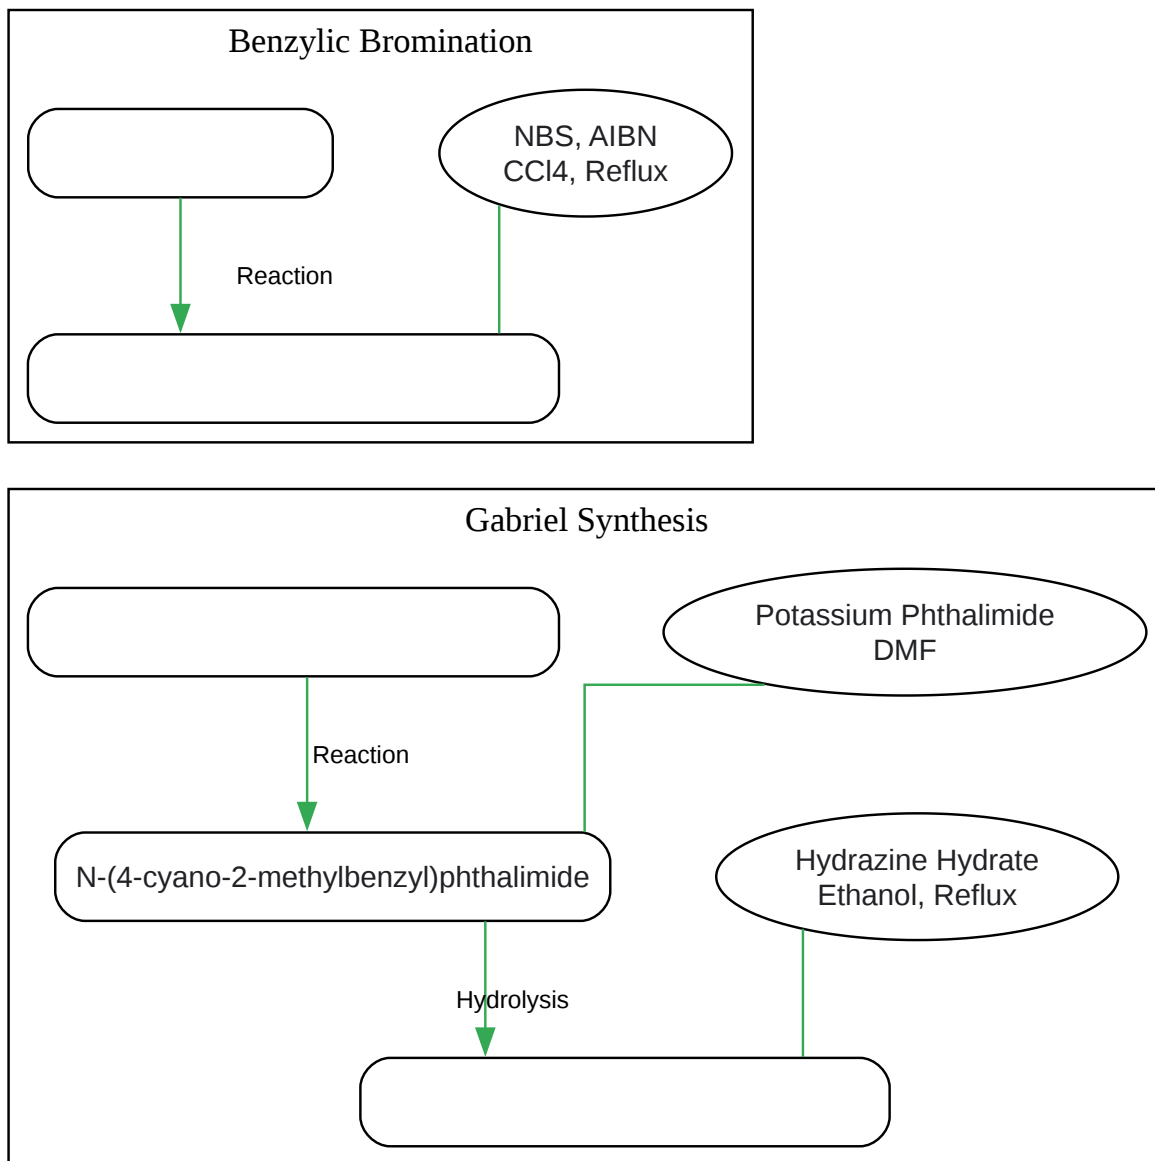 Benzylic Bromination
NBS, AIBN
CCl4, Reflux
Reaction
Gabriel Synthesis
Potassium Phthalimide
DMF
Reaction
N-(4-cyano-2-methylbenzyl)phthalimide
Hydrazine Hydrate
Ethanol, Reflux
Hydrolysis